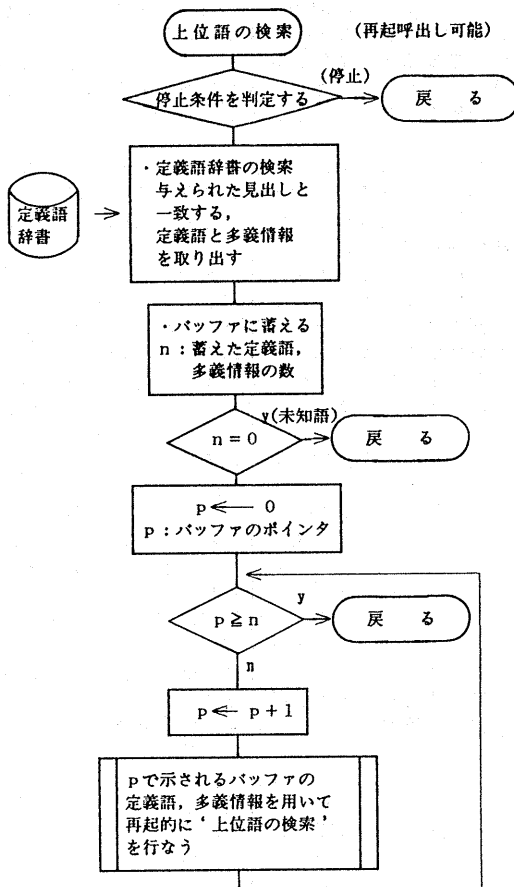 上位語の検索
(再起呼出し可能)
(停止)
停止条件を判定する
戻る
・定義語辞書の検索
与えられた見出しと
一致する,
定義語と多義情報
を取り出す
定義語
辞書
・バッファに蓄える
n:蓄えた定義語,
多義情報の数
y(未知語)
n=0
戻る
p ← 0
p:バッファのポインタ
y
p≧n
戻る
n
p ← p+1
pで示されるバッファの
定義語,多義情報を用いて
再起的に‘上位語の検索’
を行なう